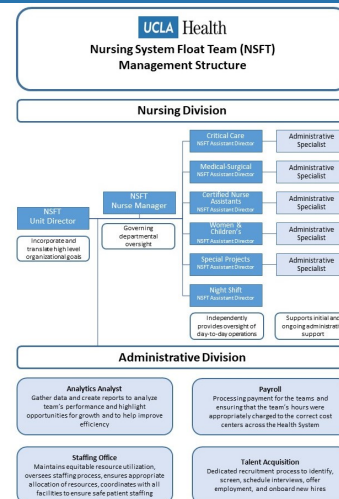 UCLA Health
Nursing System Float Team (NSFT)
Management Structure
Nursing Division
Critical Care
NSFT Assistant Director
Administrative
Specialist
Medical-Surgical
NSFT Assistant Director
Administrative
Specialist
NSFT
Nurse Manager
Certified Nurse
Assistants
NSFT Assistant Director
Administrative
Specialist
NSFT
Unit Director
Governing
departmental
oversight
Women &
Children's
NSFT Assistant Director
Administrative
Specialist
Incorporate and
translate high level
organizational goals
Special Projects
NSFT Assistant Director
Administrative
Specialist
Night Shift
NSFT Assistant Director
Independently
provides oversight of
day-to-day operations
Supports initial and
ongoing administrati
support
Administrative Division
Analytics Analyst
Gather data and create reports to analyze
team's performance and highlight
opportunities for growth and to help improve
efficiency
Payroll
Processing payment for the teams and
ensuring that the team's hours were
appropriately charged to the correct cost
centers across the Health System
Staffing Office
Maintains equitable resource utilization,
oversees staffing process, ensures appropriate
allocation of resources, coordinates with all
facilities to ensure safe patient staffing
Talent Acquisition
Dedicated recruitment process to identify,
screen, schedule interviews, offer
employment, and onboard new hires